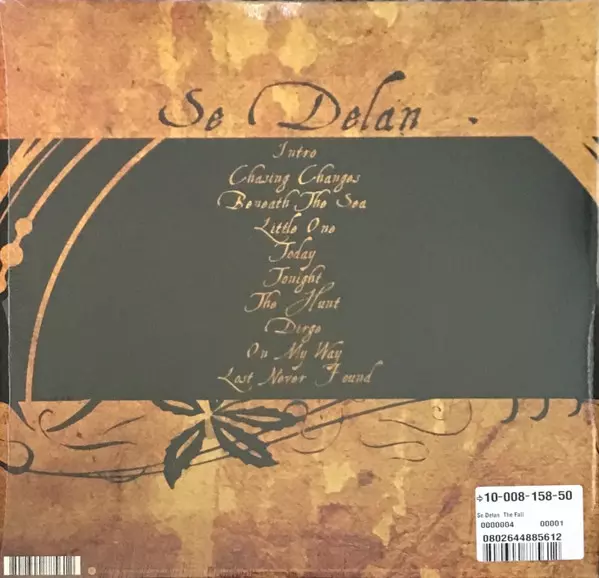 Se Delan
Intro
Chasing Changes
Beneath The Sea
Little One
Today
Tonight
The Hunt
Dirge
On My Way
Lost Never Found
10-008-158-50
Se Delan The Fall
0000004 00001
0802644885612